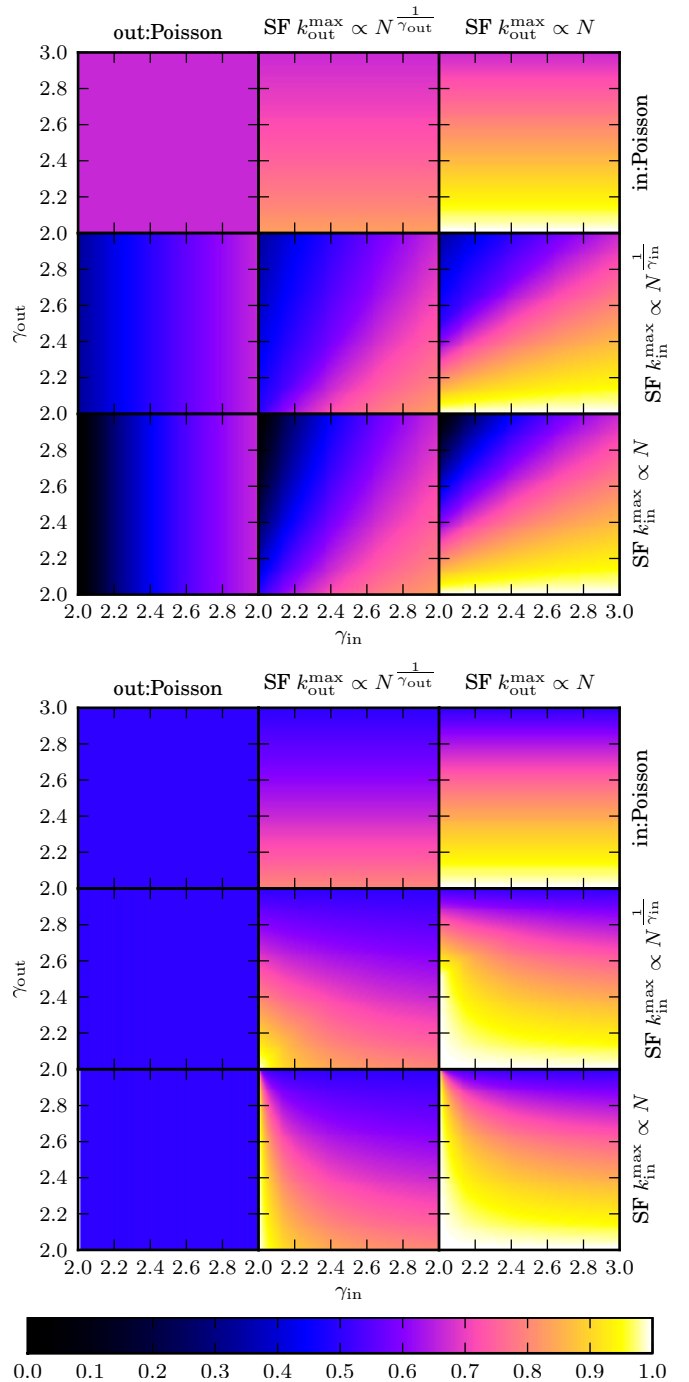 out:Poisson SF k_out^max ∝ N^(1/γ_out) SF k_out^max ∝ N
3.0
2.8
2.6
2.4
2.2
2.0
in:Poisson
2.8
2.6
2.4
2.2
2.0
SF k_in^max ∝ N^(1/γ_in)
γ_out
2.8
2.6
2.4
2.2
2.0
SF k_in^max ∝ N
2.0 2.2 2.4 2.6 2.8 2.0 2.2 2.4 2.6 2.8 2.0 2.2 2.4 2.6 2.8 3.0
γ_in
out:Poisson SF k_out^max ∝ N^(1/γ_out) SF k_out^max ∝ N
3.0
2.8
2.6
2.4
2.2
2.0
in:Poisson
2.8
2.6
2.4
2.2
2.0
SF k_in^max ∝ N^(1/γ_in)
γ_out
2.8
2.6
2.4
2.2
2.0
SF k_in^max ∝ N
2.0 2.2 2.4 2.6 2.8 2.0 2.2 2.4 2.6 2.8 2.0 2.2 2.4 2.6 2.8 3.0
γ_in
0.0 0.1 0.2 0.3 0.4 0.5 0.6 0.7 0.8 0.9 1.0